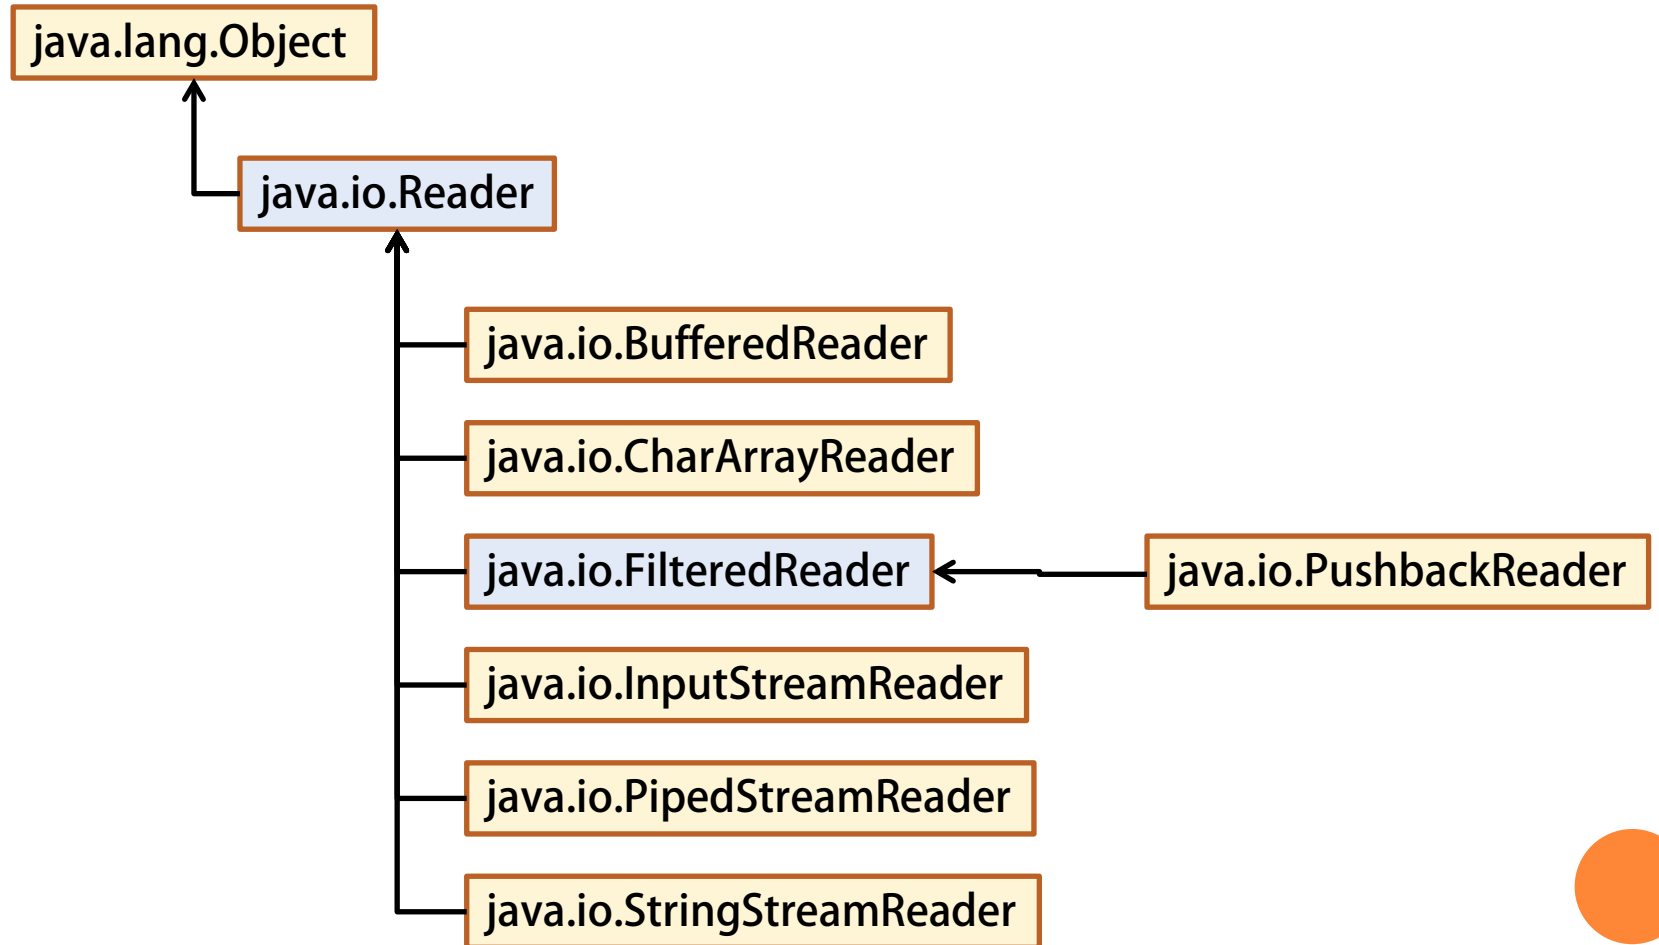 java.lang.Object
java.io.Reader
java.io.BufferedReader
java.io.CharArrayReader
java.io.FilteredReader
java.io.PushbackReader
java.io.InputStreamReader
java.io.PipedStreamReader
java.io.StringStreamReader